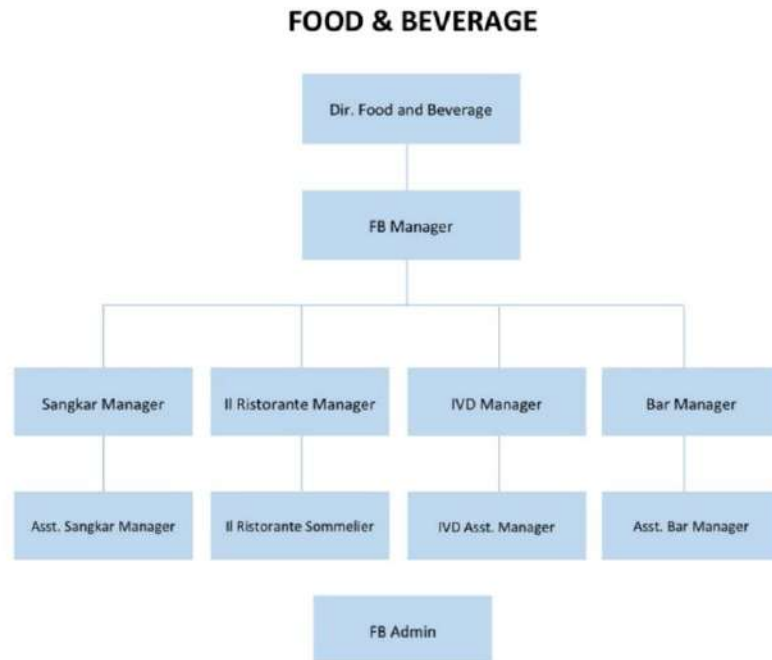 FOOD & BEVERAGE
Dir. Food and Beverage
FB Manager
Sangkar Manager
Il Ristorante Manager
IVD Manager
Bar Manager
Asst. Sangkar Manager
Il Ristorante Sommelier
IVD Asst. Manager
Asst. Bar Manager
FB Admin